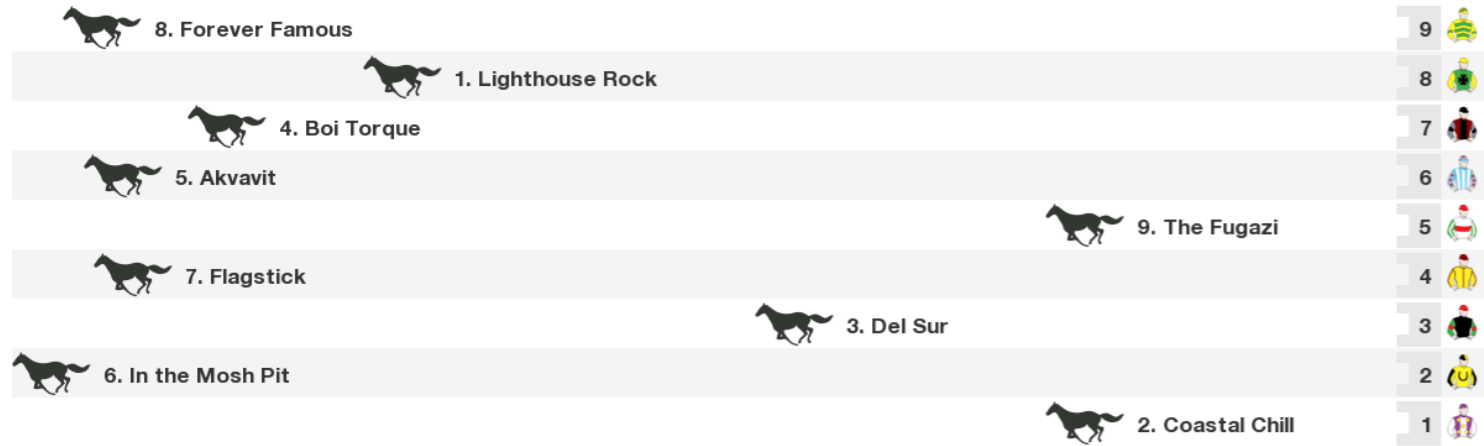 8. Forever Famous 9
1. Lighthouse Rock 8
4. Boi Torque 7
5. Akvavit 6
9. The Fugazi 5
7. Flagstick 4
3. Del Sur 3
6. In the Mosh Pit 2
2. Coastal Chill 1